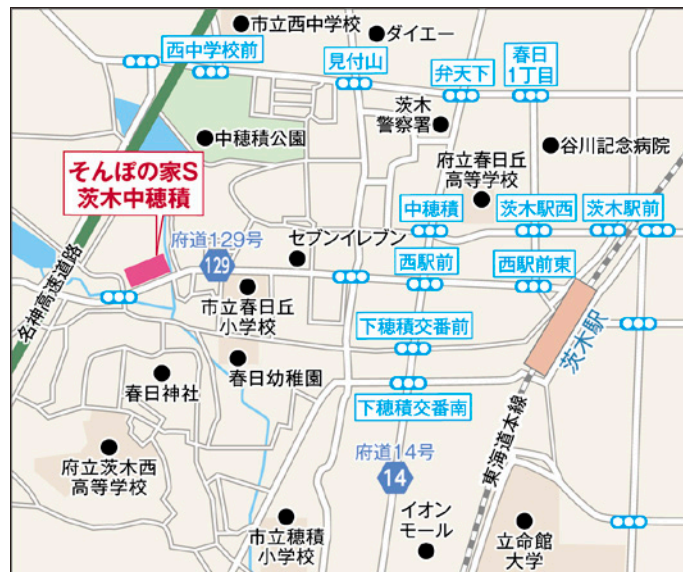 市立西中学校
ダイエー
西中学校前
見付山
弁天下
春日
1丁目
茨木
警察署
中穂積公園
谷川記念病院
府立春日丘
高等学校
そんぽの家S
茨木中穂積
中穂積
茨木駅西
茨木駅前
府道129号
129
セブンイレブン
西駅前
西駅前東
名神高速道路
市立春日丘
小学校
下穂積交番前
茨木駅
春日神社
春日幼稚園
下穂積交番南
東海道本線
府立茨木西
高等学校
府道14号
14
市立穂積
小学校
イオン
モール
立命館
大学